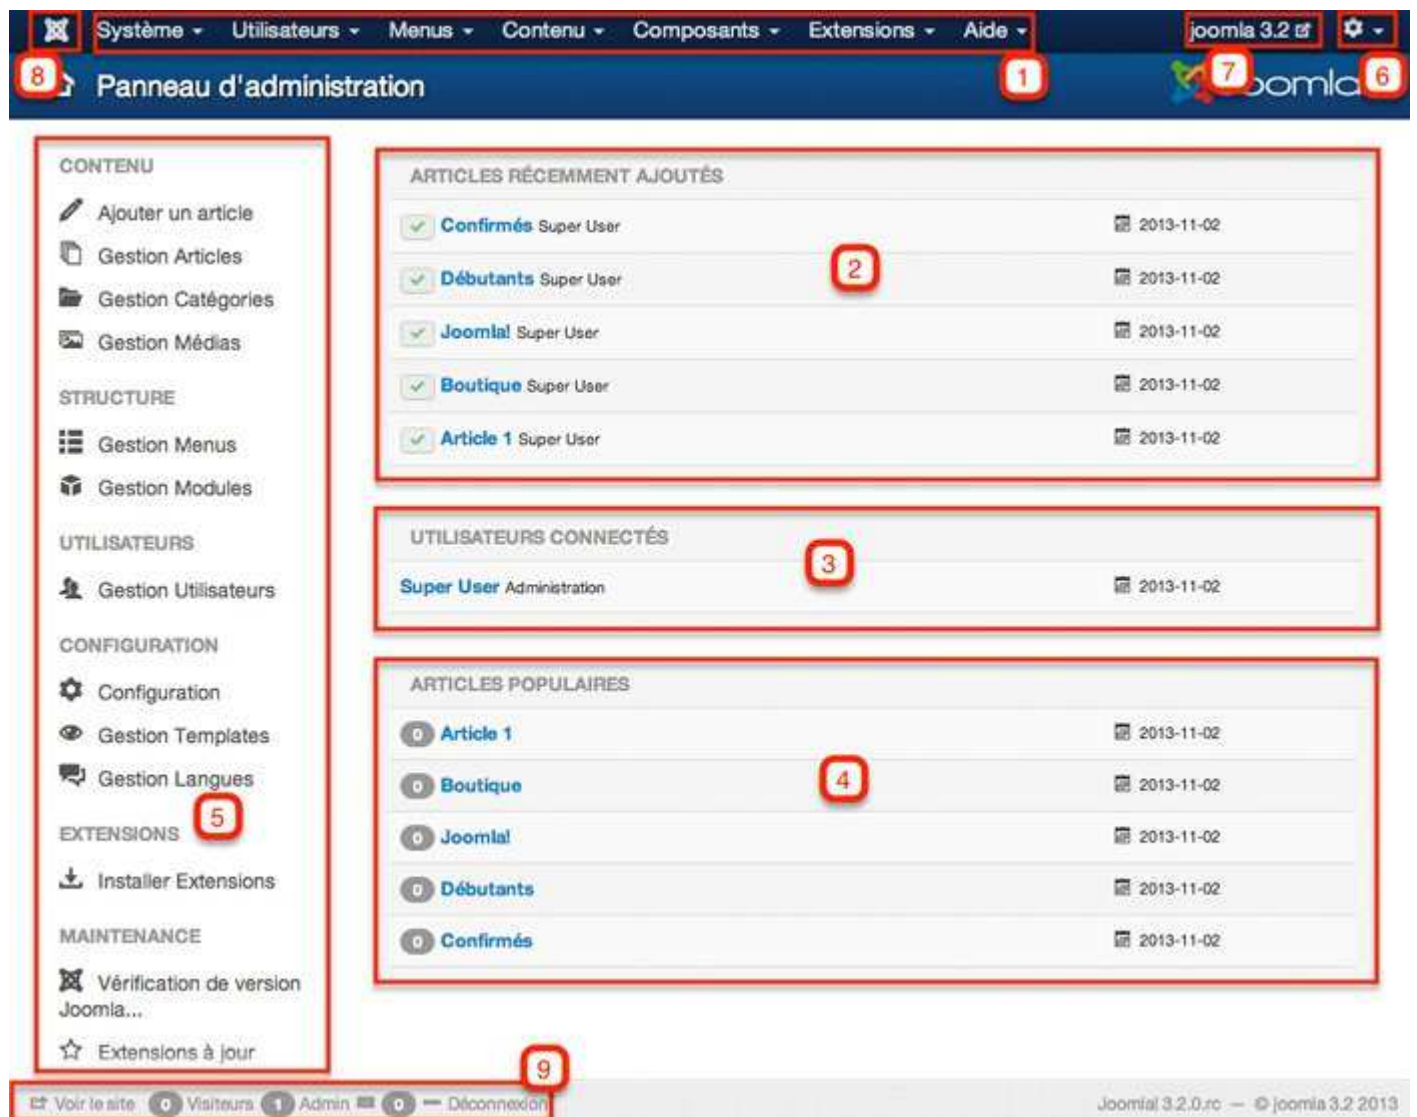 Système Utilisateurs Menus Contenu Composants Extensions Aide joomla 3.2
8 Panneau d'administration 1 7 6
CONTENU
Ajouter un article
Gestion Articles
Gestion Catégories
Gestion Médias
STRUCTURE
Gestion Menus
Gestion Modules
UTILISATEURS
Gestion Utilisateurs
CONFIGURATION
Configuration
Gestion Templates
Gestion Langues
5
EXTENSIONS
Installer Extensions
MAINTENANCE
Vérification de version
Joomla...
Extensions à jour
ARTICLES RÉCEMMENT AJOUTÉS
Confirmés Super User 2013-11-02
2
Débutants Super User 2013-11-02
Joomla! Super User 2013-11-02
Boutique Super User 2013-11-02
Article 1 Super User 2013-11-02
UTILISATEURS CONNECTÉS
3
Super User Administration 2013-11-02
ARTICLES POPULAIRES
0 Article 1 2013-11-02
0 Boutique 2013-11-02
4
0 Joomla! 2013-11-02
0 Débutants 2013-11-02
0 Confirmés 2013-11-02
9
Voir le site 0 Visiteurs 1 Admin 0 Déconnexion
Joomla! 3.2.0.rc — © joomla 3.2 2013